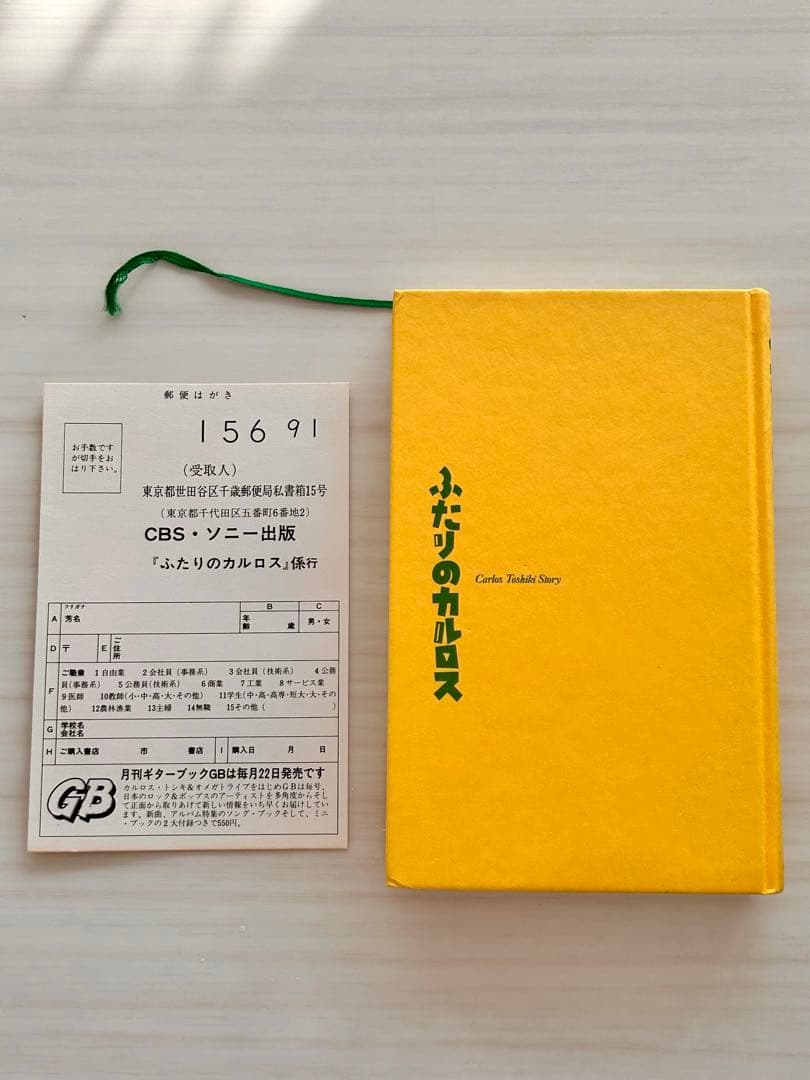 郵便はがき
156 91
お手数です
が切手をお
はり下さい。
(受取人)
東京都世田谷区千歳郵便局私書箱15号
(東京都千代田区五番町6番地2)
CBS・ソニー出版
『ふたりのカルロス』係行
A フリガナ 芳名 B 年齢 歳 C 男・女
D 〒 E ご住所
F ご職業 1自由業 2会社員(事務系) 3会社員(技術系) 4公務
員(事務系) 5公務員(技術系) 6商業 7工業 8サービス業
9医師 10教師(小・中・高・大・その他) 11学生(中・高・高専・短大・大・その
他) 12農林漁業 13主婦 14無職 15その他( )
G 学校名
会社名
H ご購入書店 市 書店 I 購入日 月 日
GB
月刊ギターブックGBは毎月22日発売です
カルロス・トシキ&オメガトライブをはじめGBは毎号、
日本のロック&ポップスのアーティストを多角度からそし
て正面から取りあげて新しい情報をいち早くお届けしてい
ます。新曲、アルバム特集のソング・ブックそして、ミニ
・ブックの2大付録つきで550円。
ふたりのカルロス
Carlos Toshiki Story